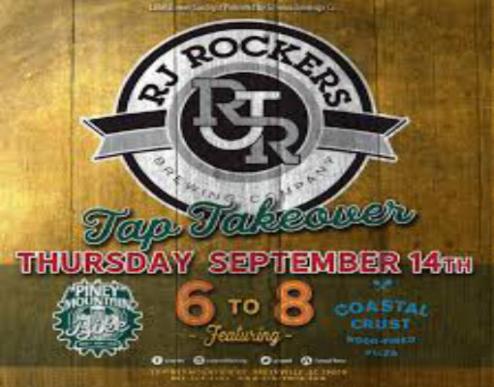 RJ ROCKERS
RJR
BREWING COMPANY
Tap Takeover
THURSDAY SEPTEMBER 14TH
PINEY
MOUNTAIN
BIKE
6 TO 8
- Featuring -
COASTAL
CRUST
WOOD-FIRED
PIZZA